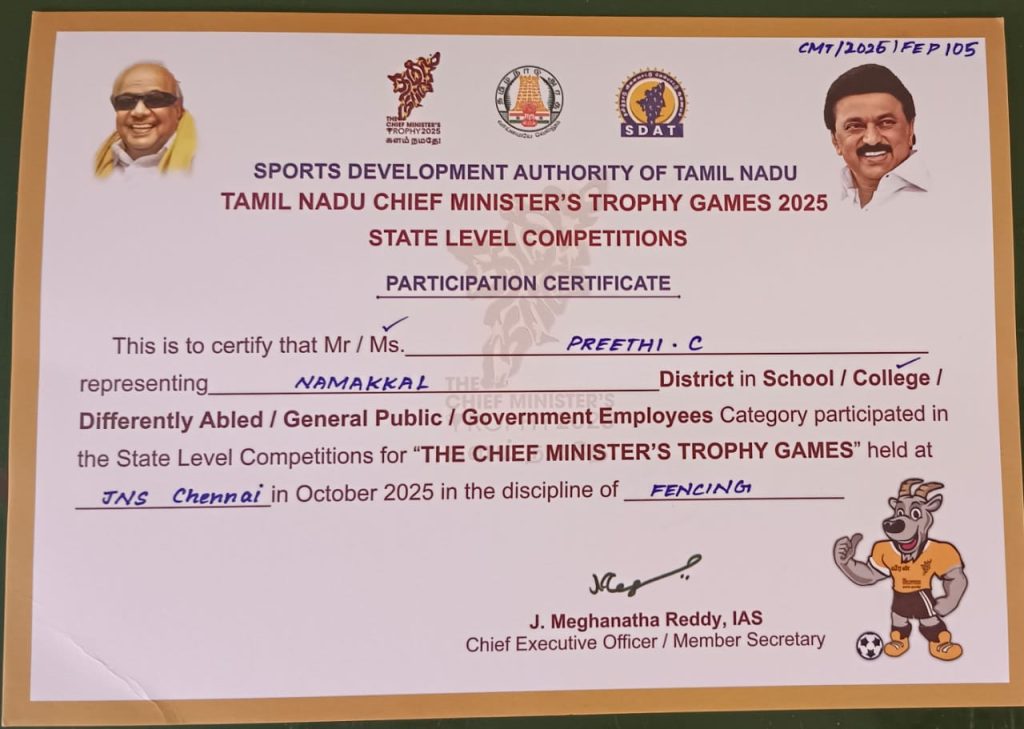 CMT/2025/FEP 105
THE
CHIEF MINISTER'S
TROPHY2025
களம் நமதே!
SDAT
SPORTS DEVELOPMENT AUTHORITY OF TAMIL NADU
TAMIL NADU CHIEF MINISTER'S TROPHY GAMES 2025
STATE LEVEL COMPETITIONS
PARTICIPATION CERTIFICATE
This is to certify that Mr / Ms. PREETHI. C
representing NAMAKKAL District in School / College /
Differently Abled / General Public / Government Employees Category participated in
the State Level Competitions for "THE CHIEF MINISTER'S TROPHY GAMES" held at
JNS Chennai in October 2025 in the discipline of FENCING
J. Meghanatha Reddy, IAS
Chief Executive Officer / Member Secretary